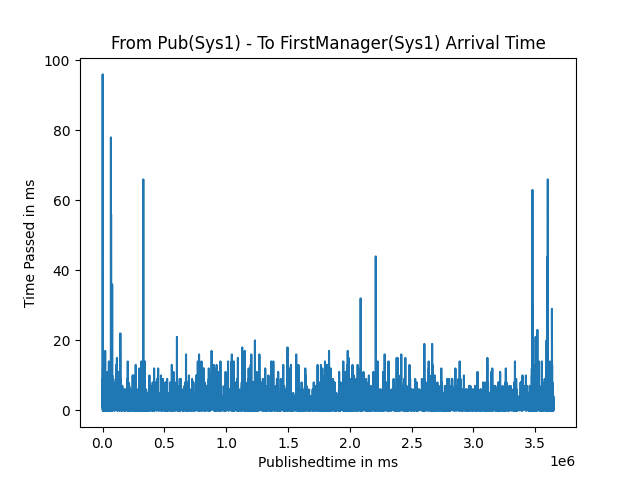 From Pub(Sys1) - To FirstManager(Sys1) Arrival Time
100
80
60
40
20
0
Time Passed in ms
0.0 0.5 1.0 1.5 2.0 2.5 3.0 3.5
1e6
Publishedtime in ms